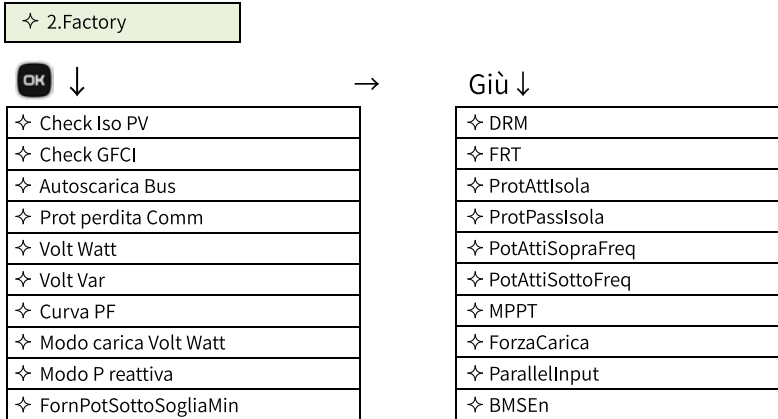 ✧ 2.Factory
OK ↓ → Giù ↓
✧ Check Iso PV
✧ Check GFCI
✧ Autoscarica Bus
✧ Prot perdita Comm
✧ Volt Watt
✧ Volt Var
✧ Curva PF
✧ Modo carica Volt Watt
✧ Modo P reattiva
✧ FornPotSottoSogliaMin
✧ DRM
✧ FRT
✧ ProtAttIsola
✧ ProtPassIsola
✧ PotAttiSopraFreq
✧ PotAttiSottoFreq
✧ MPPT
✧ ForzaCarica
✧ ParallelInput
✧ BMSEn